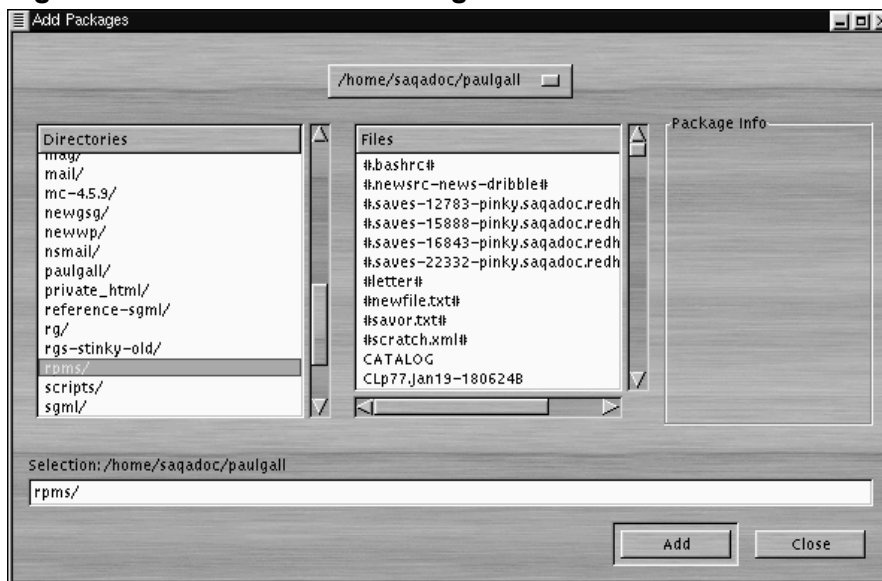 Add Packages
/home/saqadoc/paulgall
Directories
mail/
mc-4.5.9/
newgsg/
newwp/
nsmail/
paulgall/
private_html/
reference-sgml/
rg/
rgs-stinky-old/
rpms/
scripts/
sgml/
Files
#.bashrc#
#.newsrc-news-dribble#
#.saves-12783-pinky.saqadoc.redh
#.saves-15888-pinky.saqadoc.redh
#.saves-16843-pinky.saqadoc.redh
#.saves-22332-pinky.saqadoc.redh
#letter#
#newfile.txt#
#savor.txt#
#scratch.xml#
CATALOG
CLp77.Jan19-180624B
Package Info
Selection:/home/saqadoc/paulgall
rpms/
Add
Close